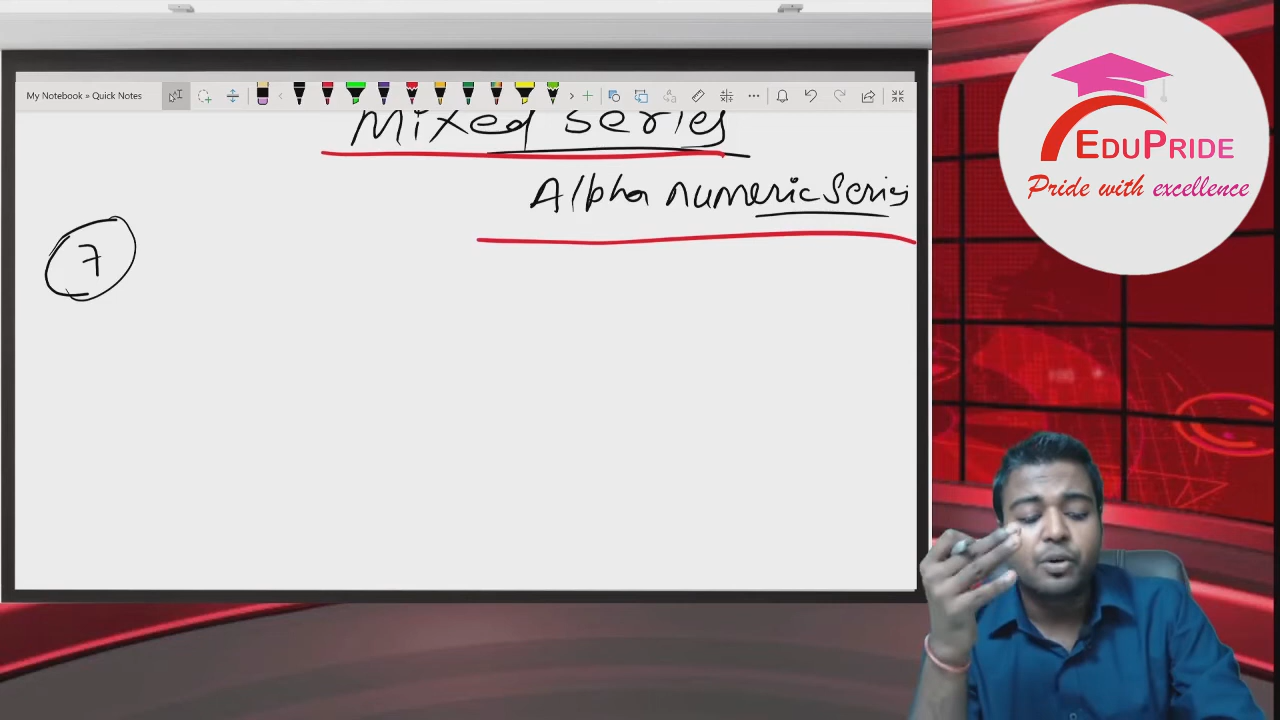 My Notebook » Quick Notes
Mixed Series
Alpha numeric Series
7
EDUPRIDE
Pride with excellence